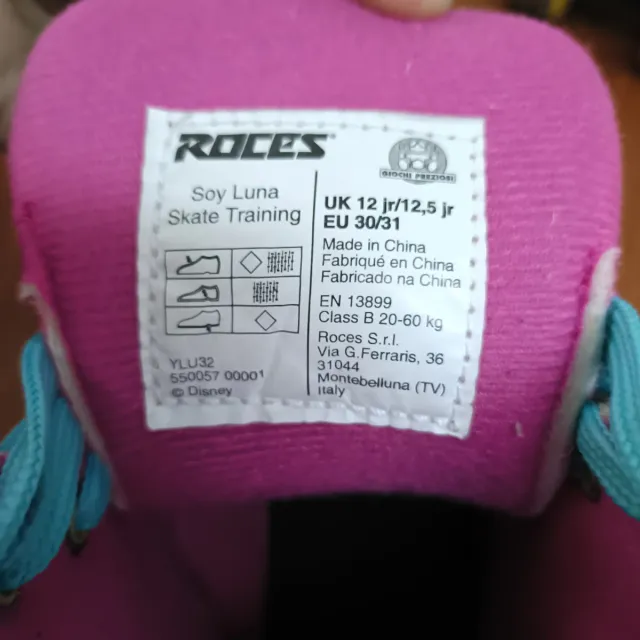 ROCES
Soy Luna
Skate Training
YLU32
550057 00001
© Disney
GIOCHI PREZIOSI
UK 12 jr/12,5 jr
EU 30/31
Made in China
Fabriqué en China
Fabricado na China
EN 13899
Class B 20-60 kg
Roces S.r.l.
Via G.Ferraris, 36
31044
Montebelluna (TV)
Italy